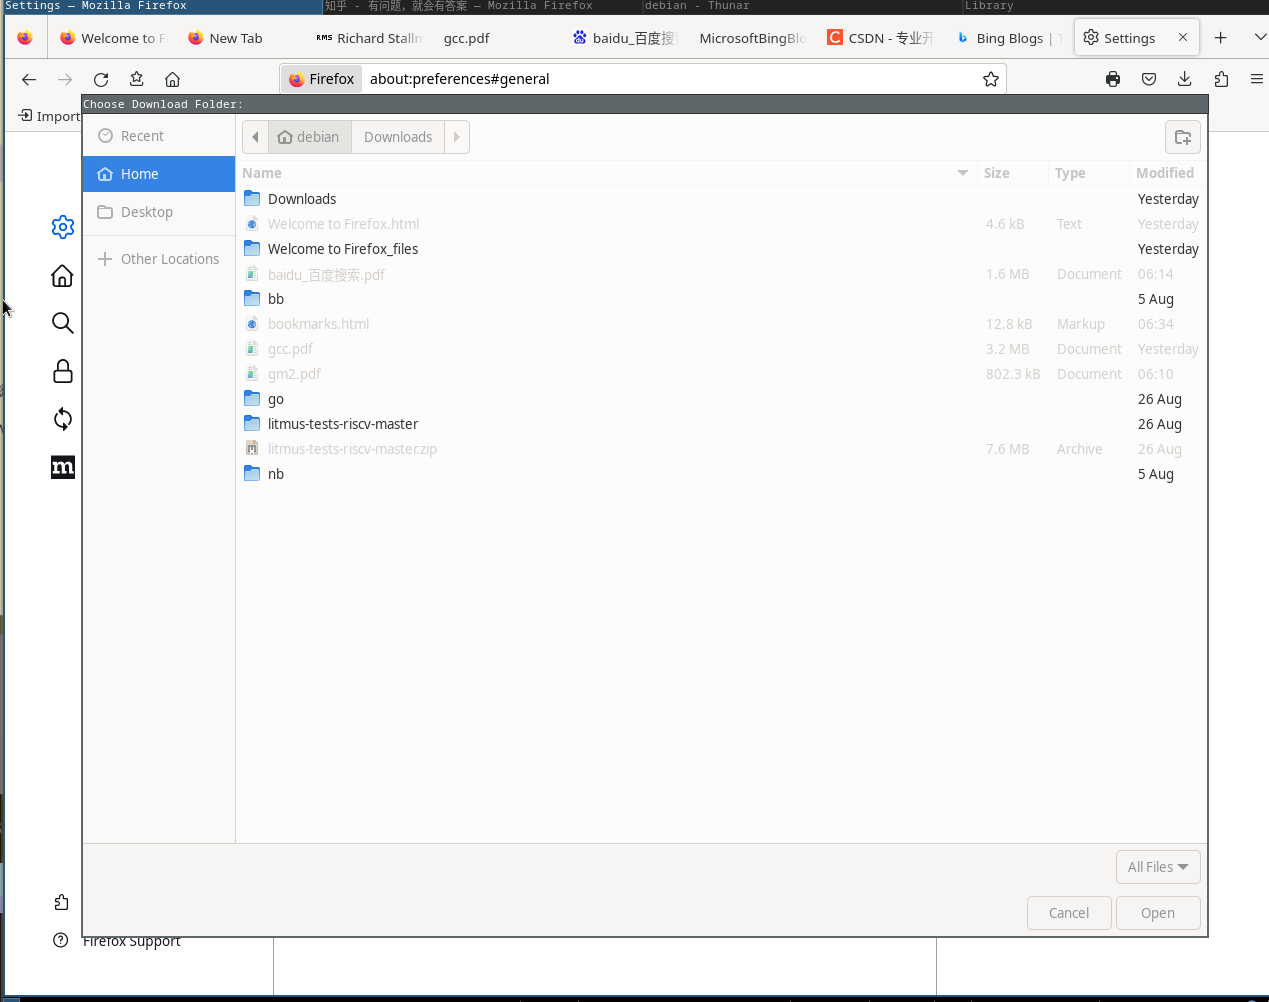 Settings — Mozilla Firefox
知乎 - 有问题，就会有答案 — Mozilla Firefox
debian - Thunar
Library
Welcome to F
New Tab
RMS Richard Stalln
gcc.pdf
baidu_百度搜
MicrosoftBingBlo
CSDN - 专业开
Bing Blogs | T
Settings
Firefox
about:preferences#general
Import
Choose Download Folder:
Recent
Home
Desktop
Other Locations
debian
Downloads
Name Size Type Modified
Downloads Yesterday
Welcome to Firefox.html 4.6 kB Text Yesterday
Welcome to Firefox_files Yesterday
baidu_百度搜索.pdf 1.6 MB Document 06:14
bb 5 Aug
bookmarks.html 12.8 kB Markup 06:34
gcc.pdf 3.2 MB Document Yesterday
gm2.pdf 802.3 kB Document 06:10
go 26 Aug
litmus-tests-riscv-master 26 Aug
litmus-tests-riscv-master.zip 7.6 MB Archive 26 Aug
nb 5 Aug
All Files
Cancel
Open
Firefox Support